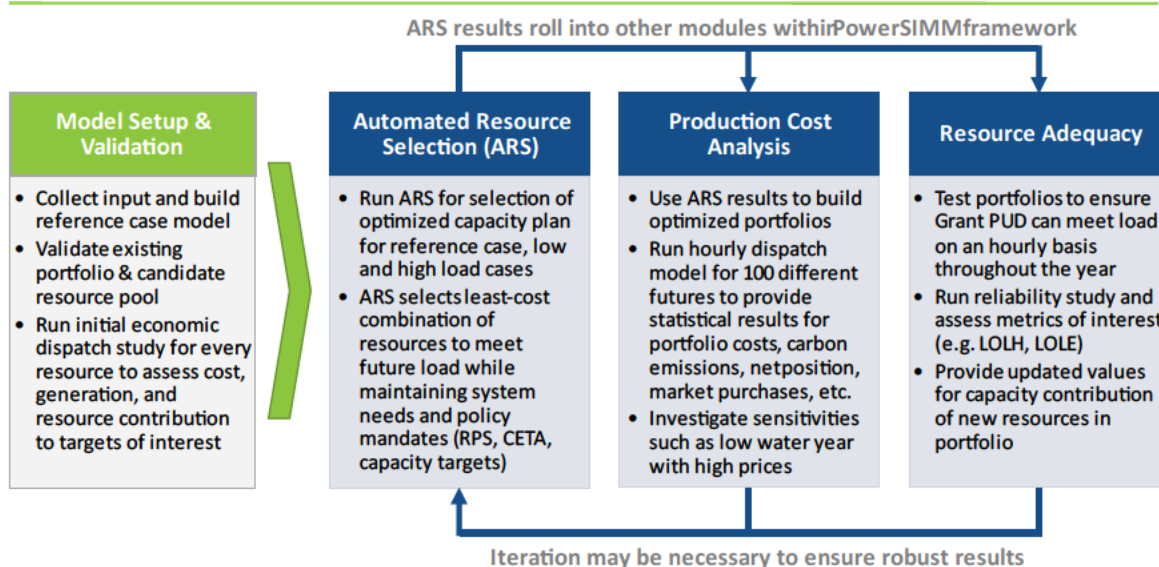 ARS results roll into other modules withinPowerSIMMframework
Model Setup &
Validation
• Collect input and build
reference case model
• Validate existing
portfolio & candidate
resource pool
• Run initial economic
dispatch study for every
resource to assess cost,
generation, and
resource contribution
to targets of interest
Automated Resource
Selection (ARS)
• Run ARS for selection of
optimized capacity plan
for reference case, low
and high load cases
• ARS selects least-cost
combination of
resources to meet
future load while
maintaining system
needs and policy
mandates (RPS, CETA,
capacity targets)
Production Cost
Analysis
• Use ARS results to build
optimized portfolios
• Run hourly dispatch
model for 100 different
futures to provide
statistical results for
portfolio costs, carbon
emissions, netposition,
market purchases, etc.
• Investigate sensitivities
such as low water year
with high prices
Resource Adequacy
• Test portfolios to ensure
Grant PUD can meet load
on an hourly basis
throughout the year
• Run reliability study and
assess metrics of interest
(e.g. LOLH, LOLE)
• Provide updated values
for capacity contribution
of new resources in
portfolio
Iteration may be necessary to ensure robust results